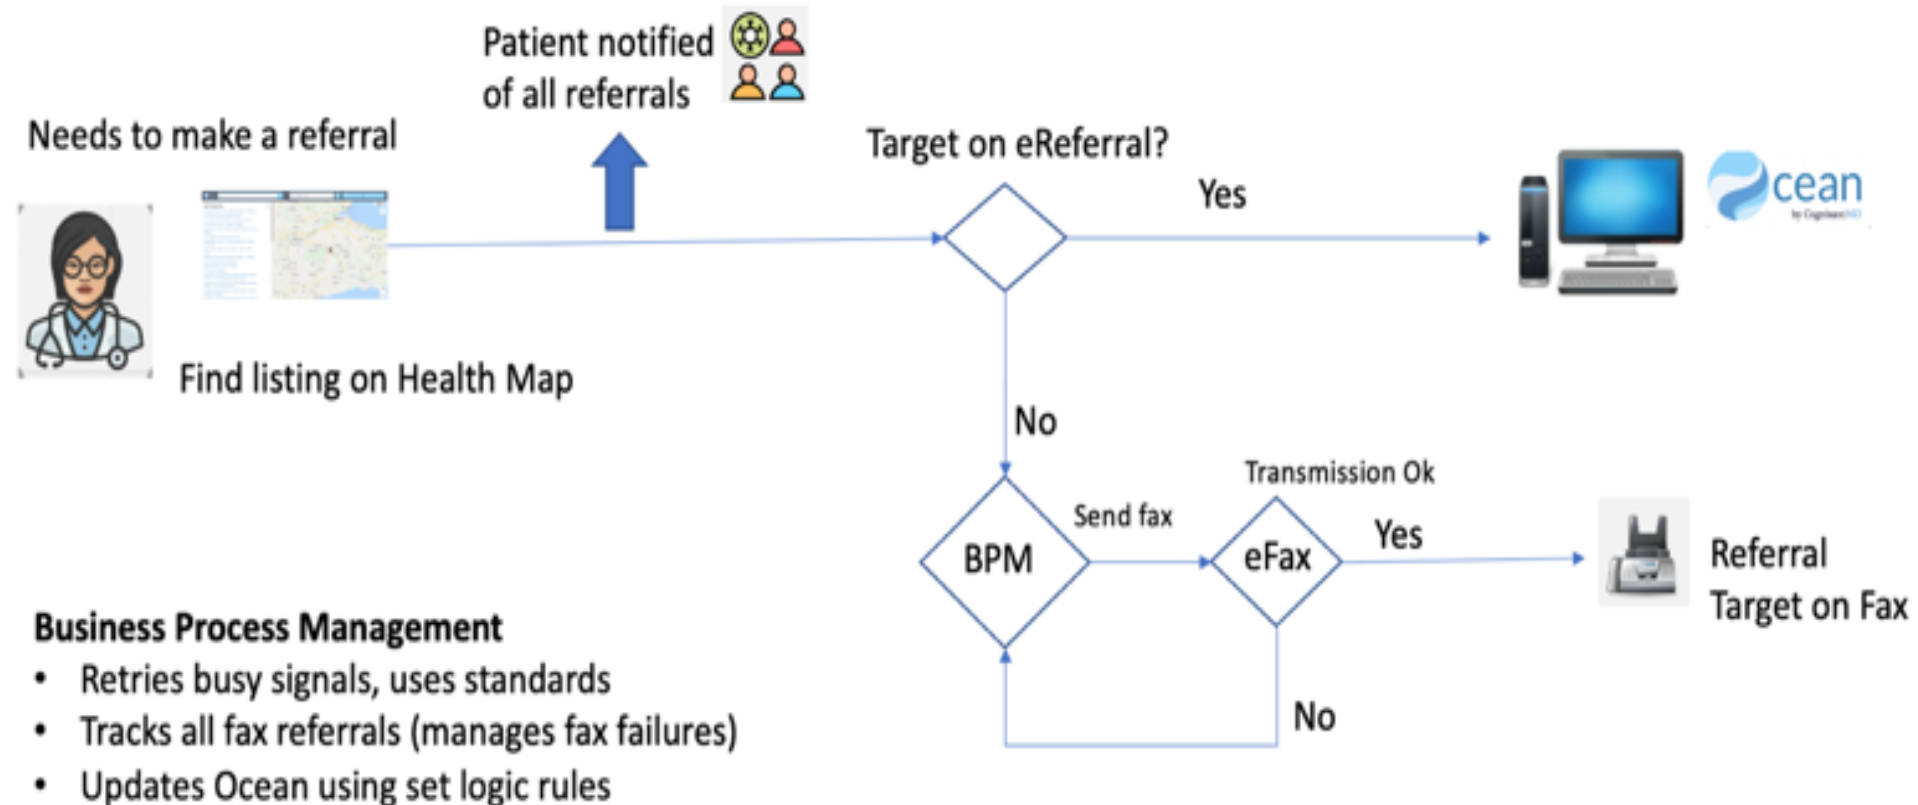 Patient notified
of all referrals
Needs to make a referral
Target on eReferral?
Yes
cean
by CognisantMD
Find listing on Health Map
No
Transmission Ok
Send fax
Yes
BPM
eFax
Referral
Target on Fax
No
Business Process Management
• Retries busy signals, uses standards
• Tracks all fax referrals (manages fax failures)
• Updates Ocean using set logic rules